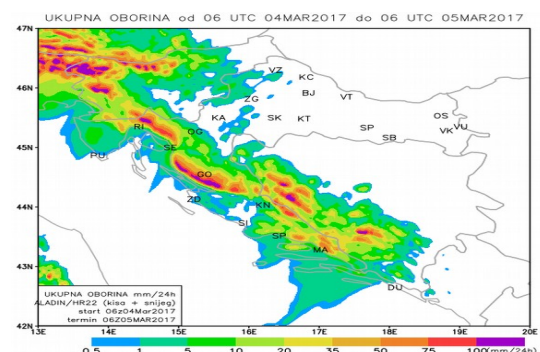 UKUPNA OBORINA od 06 UTC 04MAR2017 do 06 UTC 05MAR2017
47N
VZ
KC
46N
ZG
BJ
VT
KA
SK
KT
OS
RI
OG
SP
VK
VU
SB
45N
SE
PU
GO
ZD
KN
44N
SI
SP
MA
43N
DU
UKUPNA OBORINA mm/24h
ALADIN/HR22 (kisa + snijeg)
start 06z04Mar2017
termin 06Z05MAR2017
42N
13E 14E 15E 16E 17E 18E 19E 20E
0.5 1 5 10 20 35 50 75 100 (mm/24h)